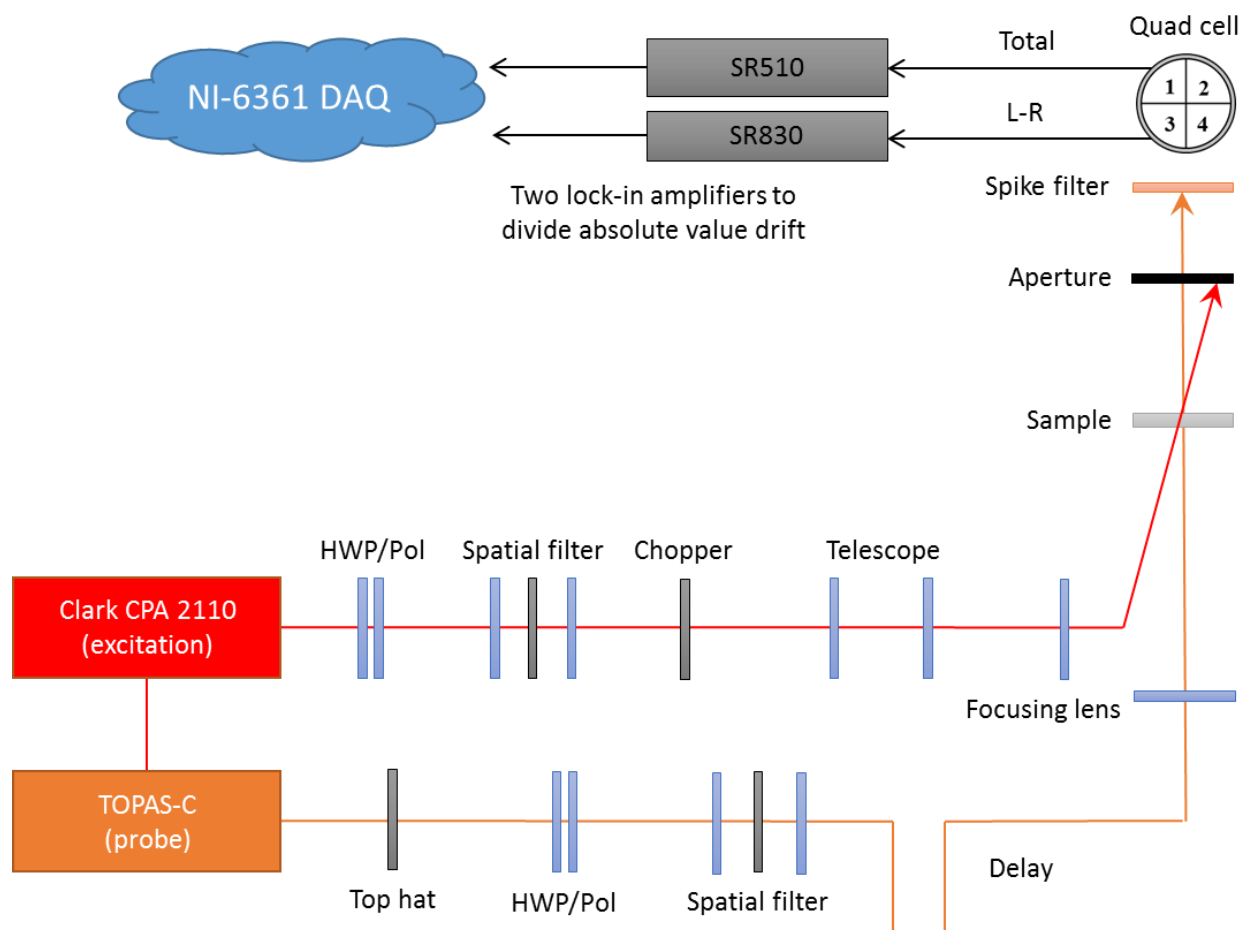 Quad cell
Total
SR510
NI-6361 DAQ
1 2
3 4
L-R
SR830
Spike filter
Two lock-in amplifiers to
divide absolute value drift
Aperture
Sample
HWP/Pol
Spatial filter
Chopper
Telescope
Clark CPA 2110
(excitation)
Focusing lens
TOPAS-C
(probe)
Delay
Top hat
HWP/Pol
Spatial filter